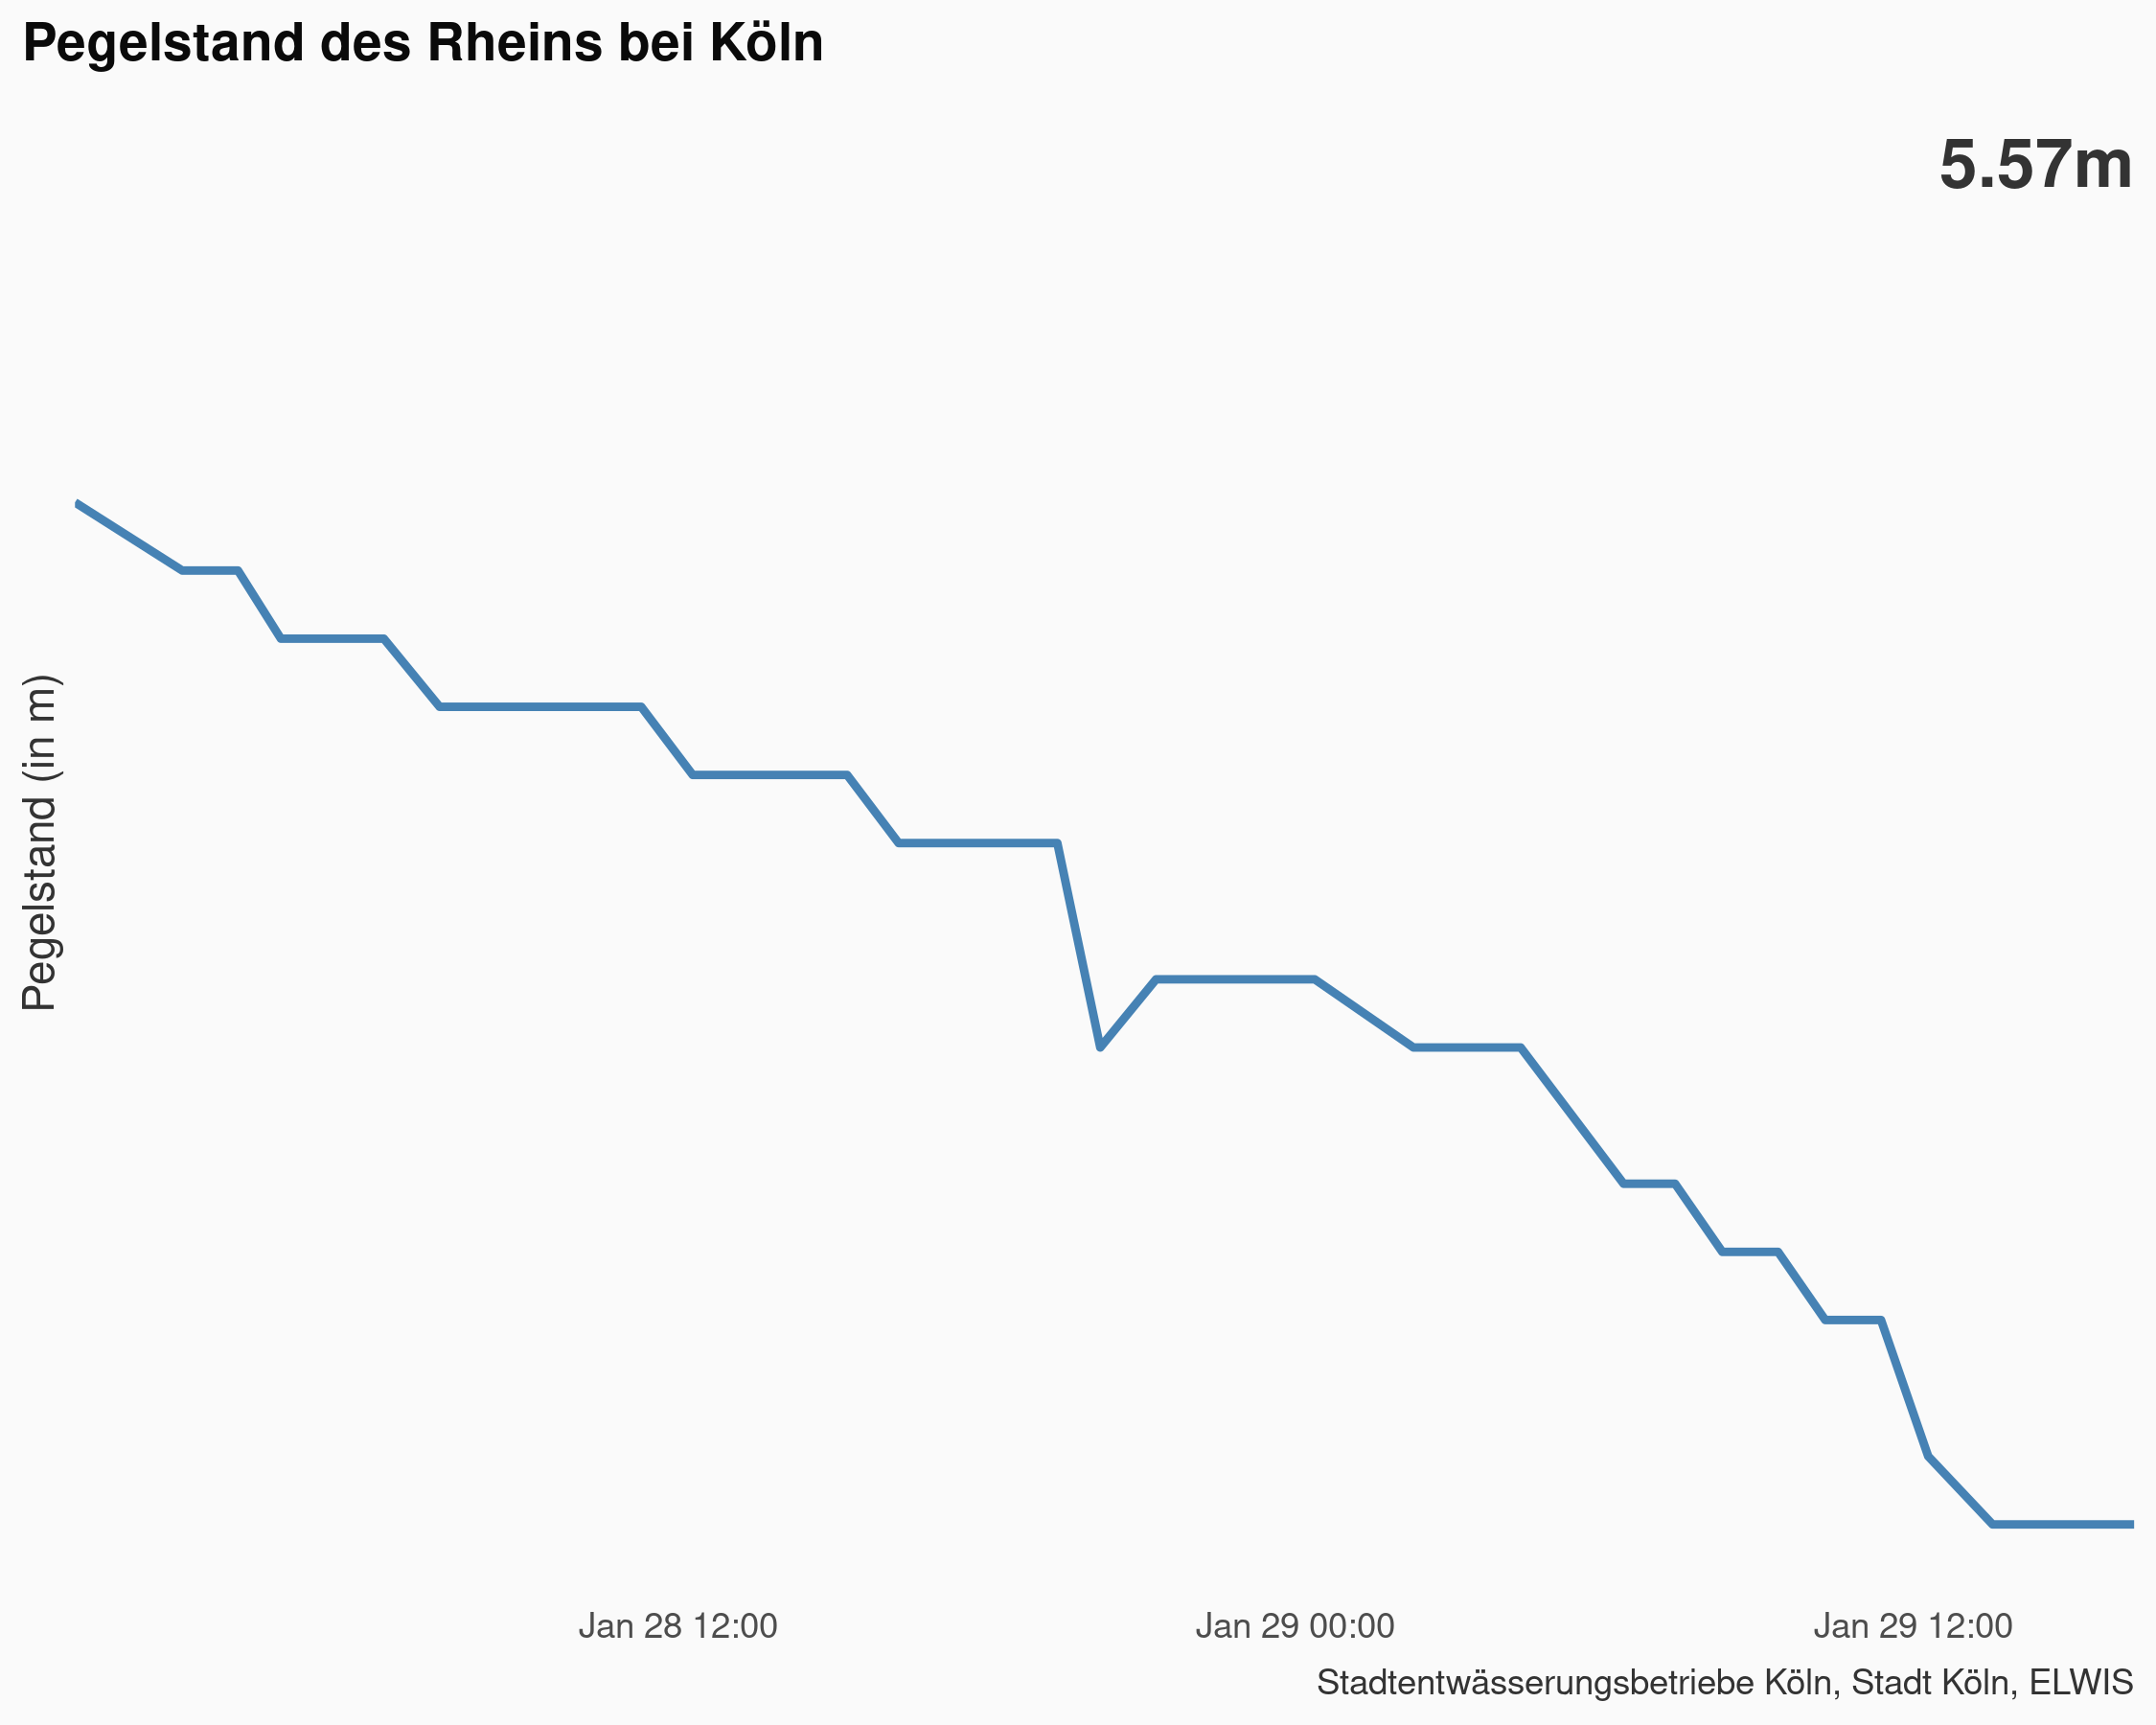 Pegelstand des Rheins bei Köln
5.57m
Pegelstand (in m)
Jan 28 12:00
Jan 29 00:00
Jan 29 12:00
Stadtentwässerungsbetriebe Köln, Stadt Köln, ELWIS